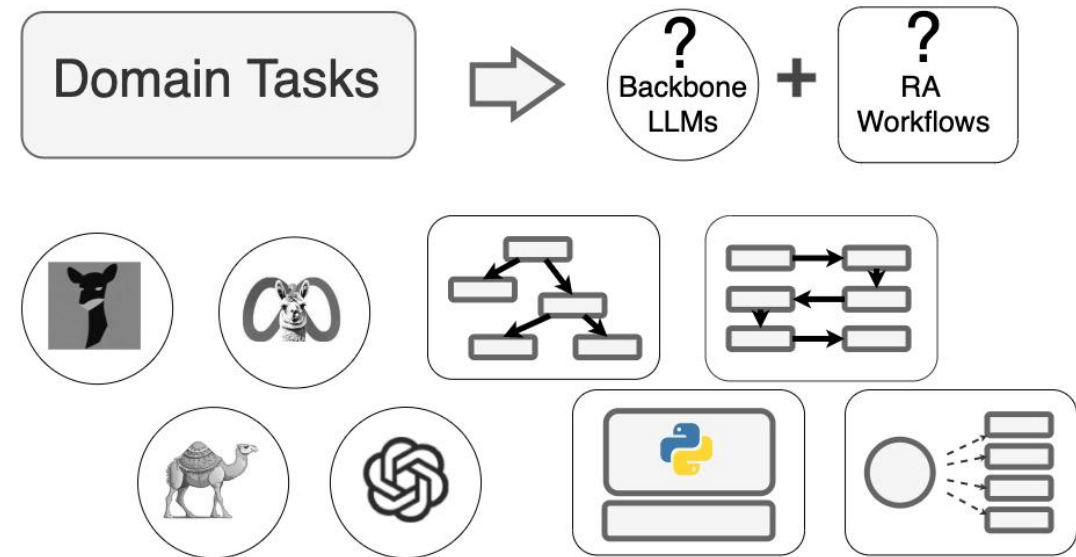 Domain Tasks
?
Backbone
LLMs
+
?
RA
Workflows